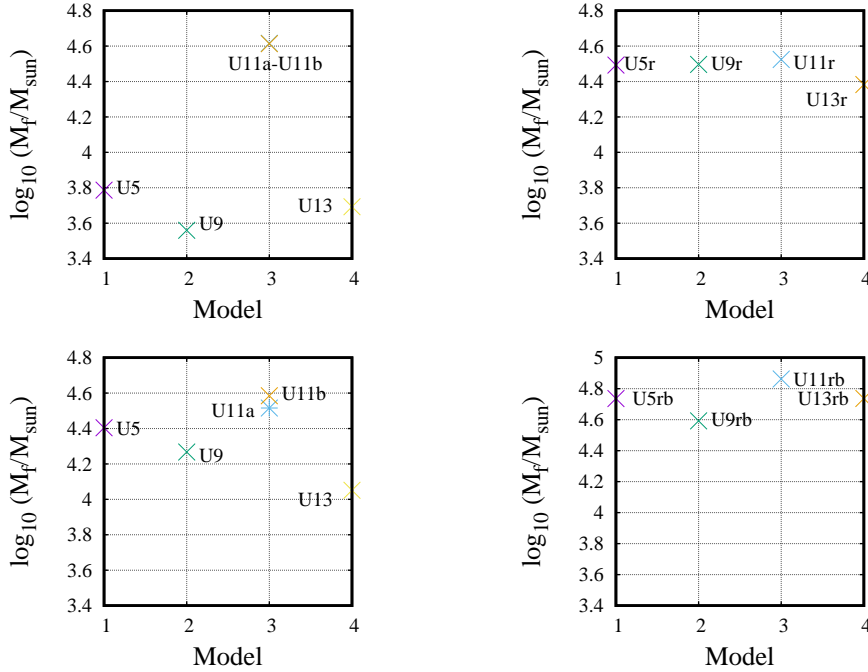 4.8
4.6
4.4
4.2
4
3.8
3.6
3.4
1 2 3 4
log10 (Mf/Msun)
Model
U5
U9
U11a-U11b
U13
4.8
4.6
4.4
4.2
4
3.8
3.6
3.4
1 2 3 4
log10 (Mf/Msun)
Model
U5r
U9r
U11r
U13r
4.8
4.6
4.4
4.2
4
3.8
3.6
3.4
1 2 3 4
log10 (Mf/Msun)
Model
U5
U9
U11b
U11a
U13
5
4.8
4.6
4.4
4.2
4
3.8
3.6
3.4
1 2 3 4
log10 (Mf/Msun)
Model
U5rb
U9rb
U11rb
U13rb